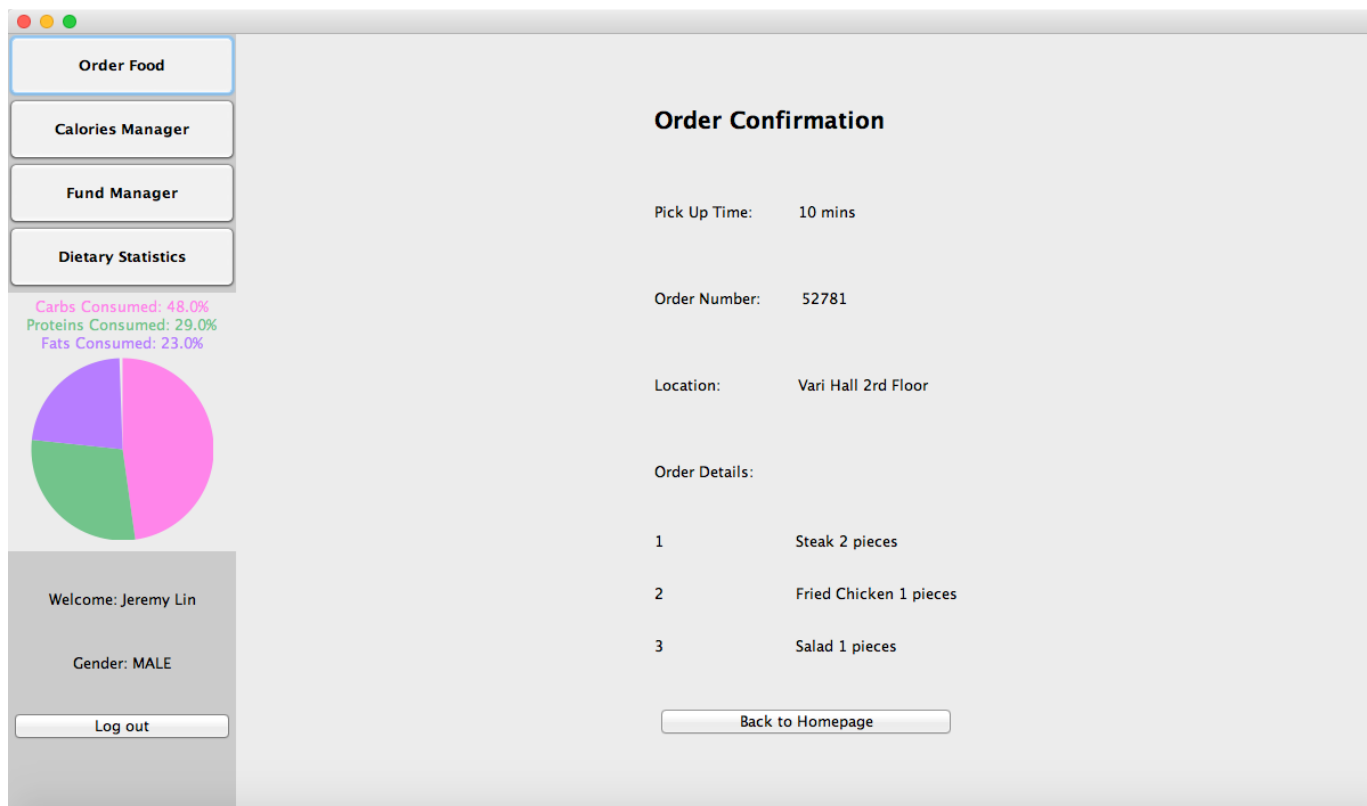 Order Food
Calories Manager
Fund Manager
Dietary Statistics
Carbs Consumed: 48.0%
Proteins Consumed: 29.0%
Fats Consumed: 23.0%
Welcome: Jeremy Lin
Gender: MALE
Log out
Order Confirmation
Pick Up Time: 10 mins
Order Number: 52781
Location: Vari Hall 2rd Floor
Order Details:
1 Steak 2 pieces
2 Fried Chicken 1 pieces
3 Salad 1 pieces
Back to Homepage